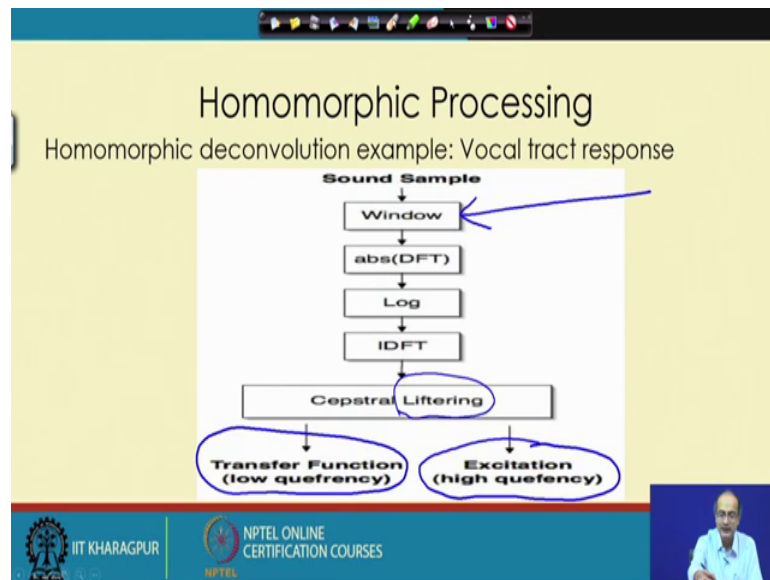 Homomorphic Processing
Homomorphic deconvolution example: Vocal tract response
Sound Sample
Window
abs(DFT)
Log
IDFT
Cepstral Liftering
Transfer Function
(low quefrency)
Excitation
(high quefency)
IIT KHARAGPUR
NPTEL
NPTEL ONLINE
CERTIFICATION COURSES